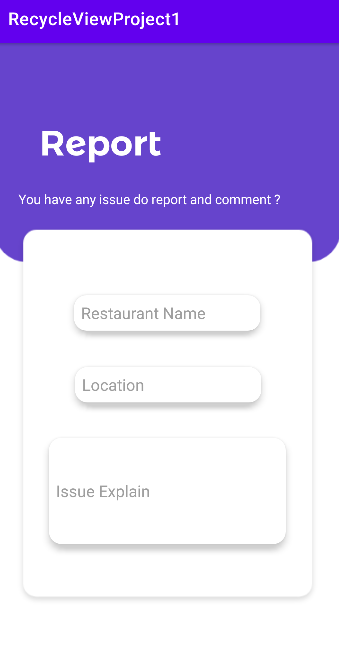 RecycleViewProject1
Report
You have any issue do report and comment ?
Restaurant Name
Location
Issue Explain